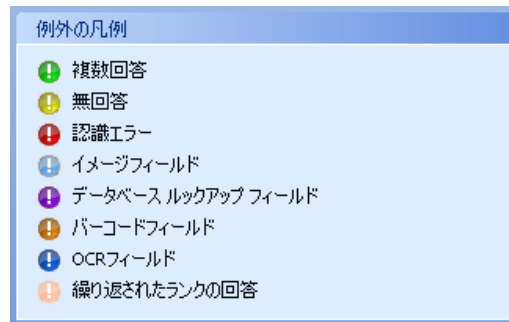 例外の凡例
複数回答
無回答
認識エラー
イメージフィールド
データベース ルックアップ フィールド
バーコードフィールド
OCRフィールド
繰り返されたランクの回答